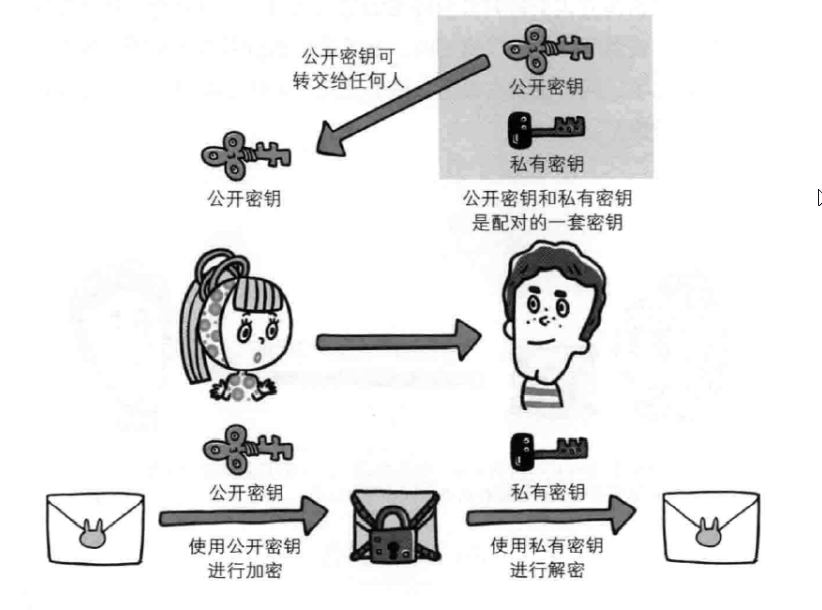 公开密钥可
转交给任何人
公开密钥
私有密钥
公开密钥
公开密钥和私有密钥
是配对的一套密钥
公开密钥
私有密钥
使用公开密钥
进行加密
使用私有密钥
进行解密